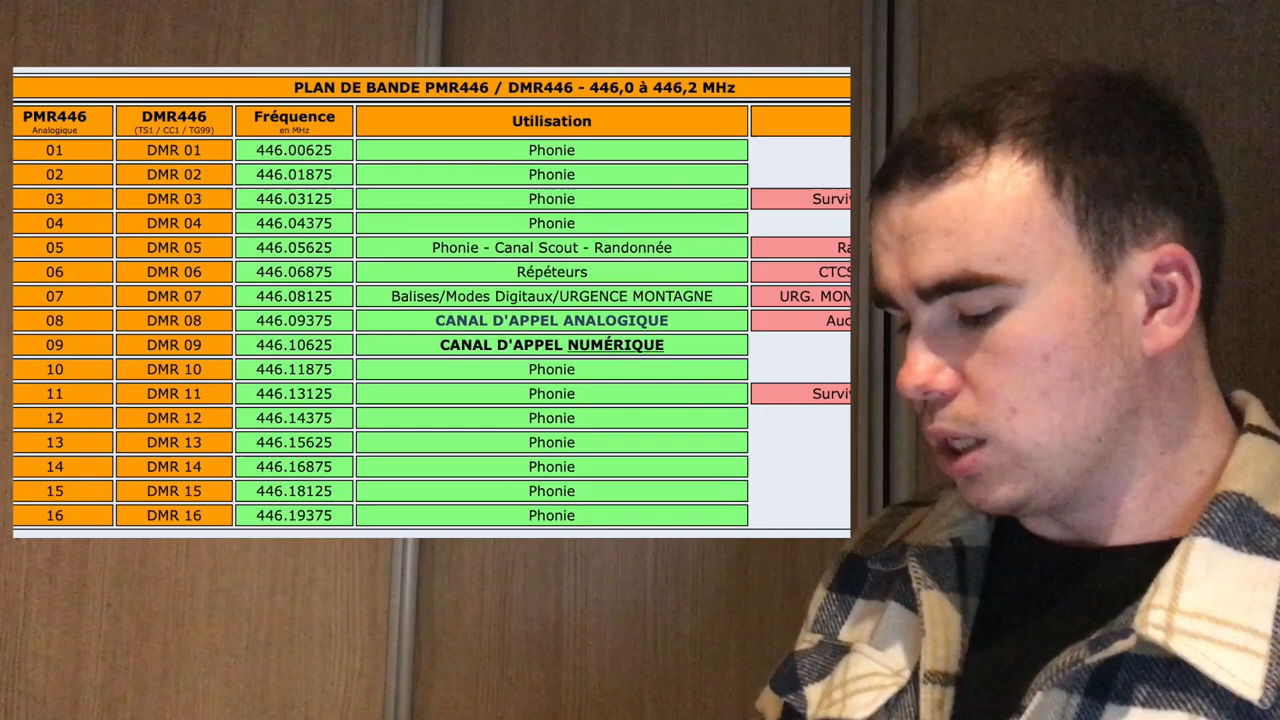 PLAN DE BANDE PMR446 / DMR446 - 446,0 à 446,2 MHz
PMR446 DMR446 Fréquence Utilisation
Analogique (TS1 / CC1 / TG99) en MHz
01 DMR 01 446.00625 Phonie
02 DMR 02 446.01875 Phonie
03 DMR 03 446.03125 Phonie
04 DMR 04 446.04375 Phonie
05 DMR 05 446.05625 Phonie - Canal Scout - Randonnée
06 DMR 06 446.06875 Répéteurs
07 DMR 07 446.08125 Balises/Modes Digitaux/URGENCE MONTAGNE URG.
08 DMR 08 446.09375 CANAL D'APPEL ANALOGIQUE
09 DMR 09 446.10625 CANAL D'APPEL NUMÉRIQUE
10 DMR 10 446.11875 Phonie
11 DMR 11 446.13125 Phonie
12 DMR 12 446.14375 Phonie
13 DMR 13 446.15625 Phonie
14 DMR 14 446.16875 Phonie
15 DMR 15 446.18125 Phonie
16 DMR 16 446.19375 Phonie